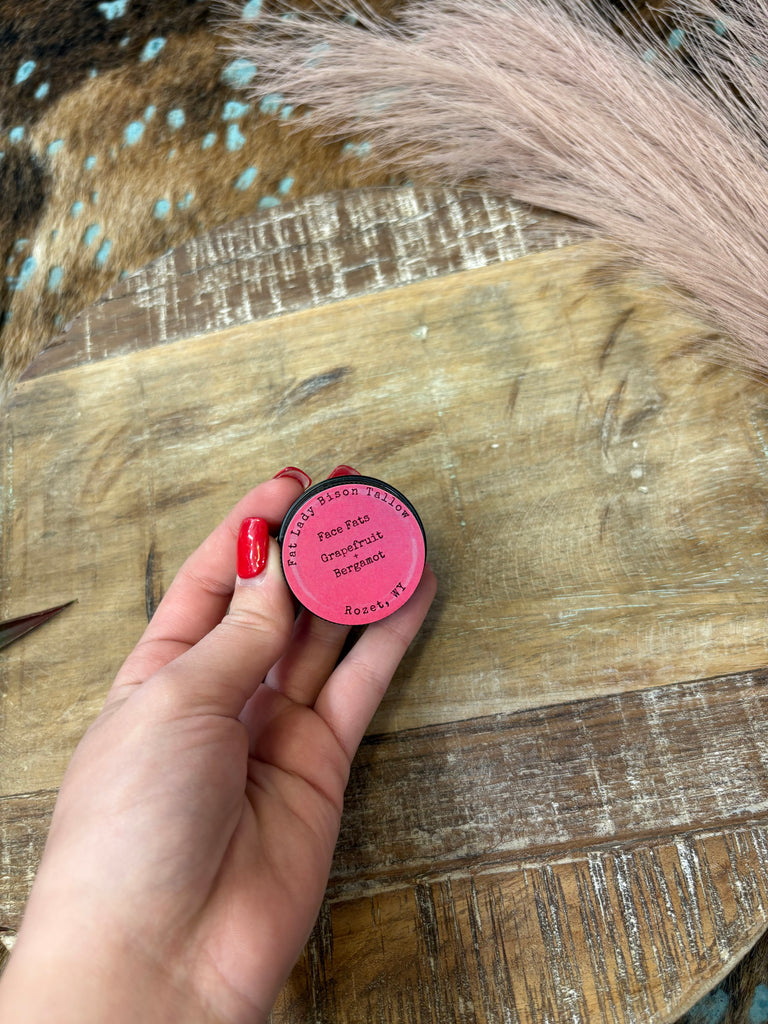 Fat Lady Bison Tallow
Face Fats
Grapefruit
+
Bergamot
Rozet, WY